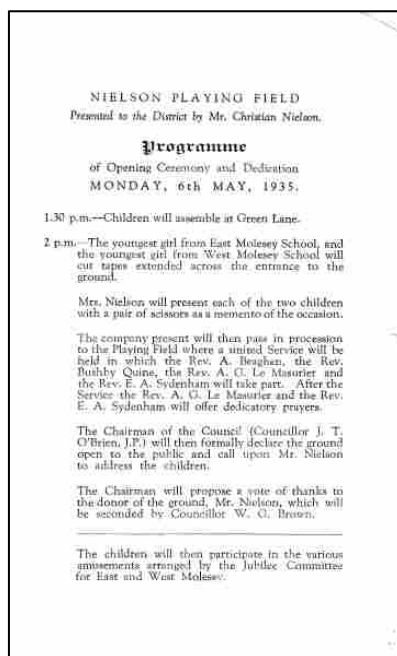 NIELSON PLAYING FIELD
Presented to the District by Mr. Christian Nielson.
Programme
of Opening Ceremony and Dedication
MONDAY, 6th MAY, 1935.
1.30 p.m.—Children will assemble at Green Lane.
2 p.m.—The youngest girl from East Molesey School, and
the youngest girl from West Molesey School will
cut tapes extended across the entrance to the
ground.
Mrs. Nielson will present each of the two children
with a pair of scissors as a memento of the occasion.
The company present will then pass in procession
to the Playing Field where a united Service will be
held in which the Rev. A. Beaghan, the Rev.
Bushby Quine, the Rev. A. G. Le Masurier and
the Rev. E. A. Sydenham will take part. After the
Service the Rev. A. G. Le Masurier and the Rev.
E. A. Sydenham will offer dedicatory prayers.
The Chairman of the Council (Councillor J. T.
O'Brien, J.P.) will then formally declare the ground
open to the public and call upon Mr. Nielson
to address the children.
The Chairman will propose a vote of thanks to
the donor of the ground, Mr. Nielson, which will
be seconded by Councillor W. G. Brown.
The children will then participate in the various
amusements arranged by the Jubilee Committee
for East and West Molesey.